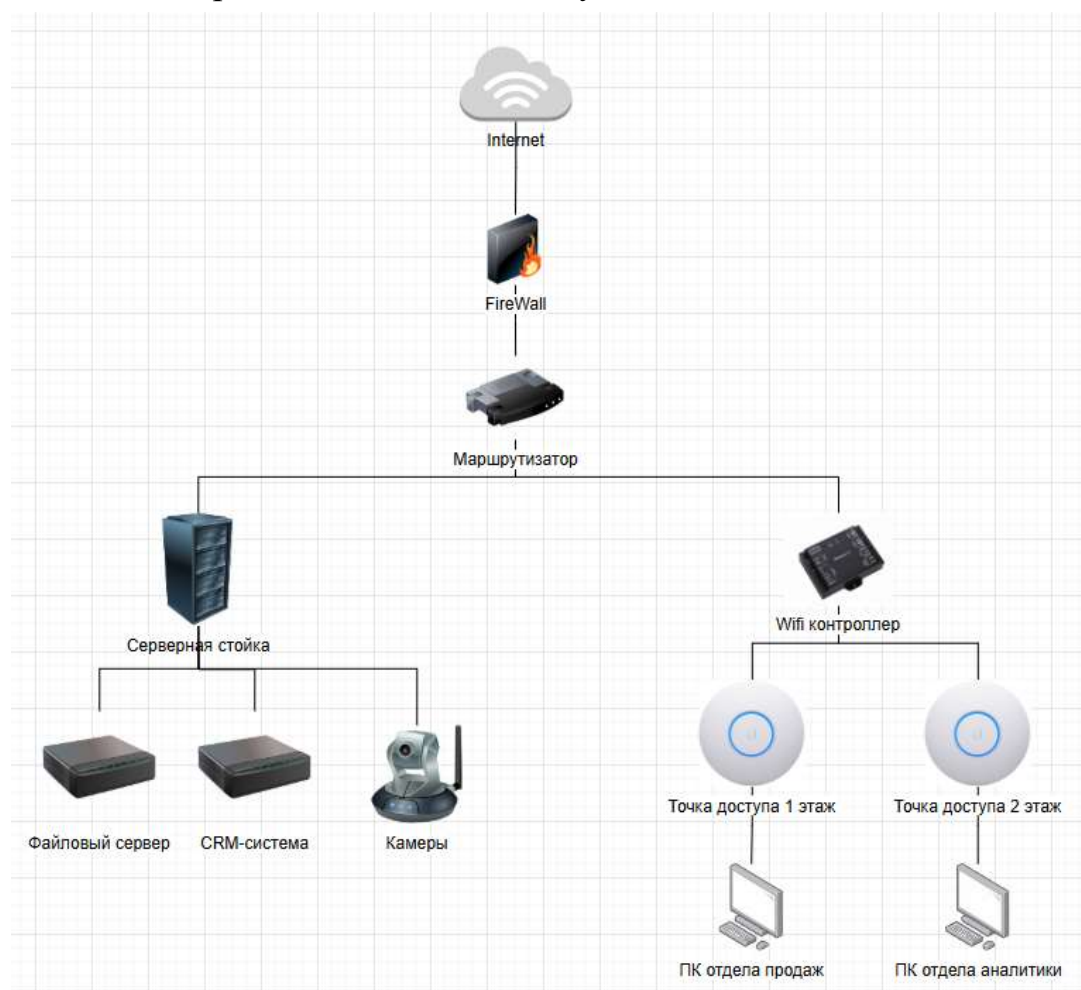 Internet
FireWall
Маршрутизатор
Серверная стойка
Wifi контроллер
Файловый сервер
CRM-система
Камеры
Точка доступа 1 этаж
Точка доступа 2 этаж
ПК отдела продаж
ПК отдела аналитики